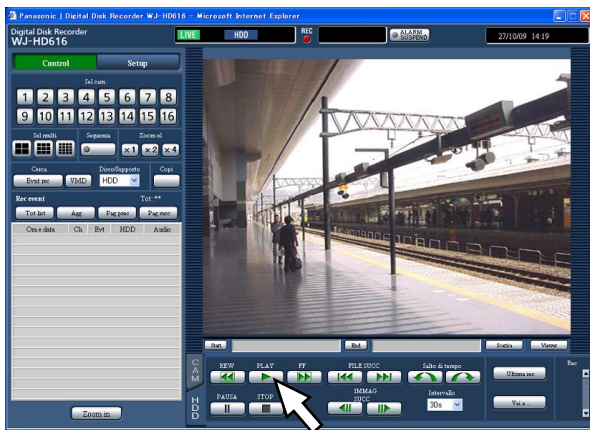 Panasonic | Digital Disk Recorder WJ-HD616 - Microsoft Internet Explorer
Digital Disk Recorder
WJ-HD616
LIVE HDD REC ALARM SUSPEND 27/10/09 14:19
Control Setup
Sel cam.
1 2 3 4 5 6 7 8
9 10 11 12 13 14 15 16
Sel multi Sequenza Zoom el
x1 x2 x4
Cerca Disco/Supporto Copi
Evnt rec VMD HDD
Rec event Tot: **
Tot list Agg Pag prec Pag succ
Ora e data Ch Evt HDD Audio
Zoom in
Start End Scarica Viewer
CAM
HDD
REW PLAY FF FILE SUCC Salto di tempo
Ultima rec
Rec
PAUSA STOP IMMAG SUCC Intervallo
30s
Vai a ...